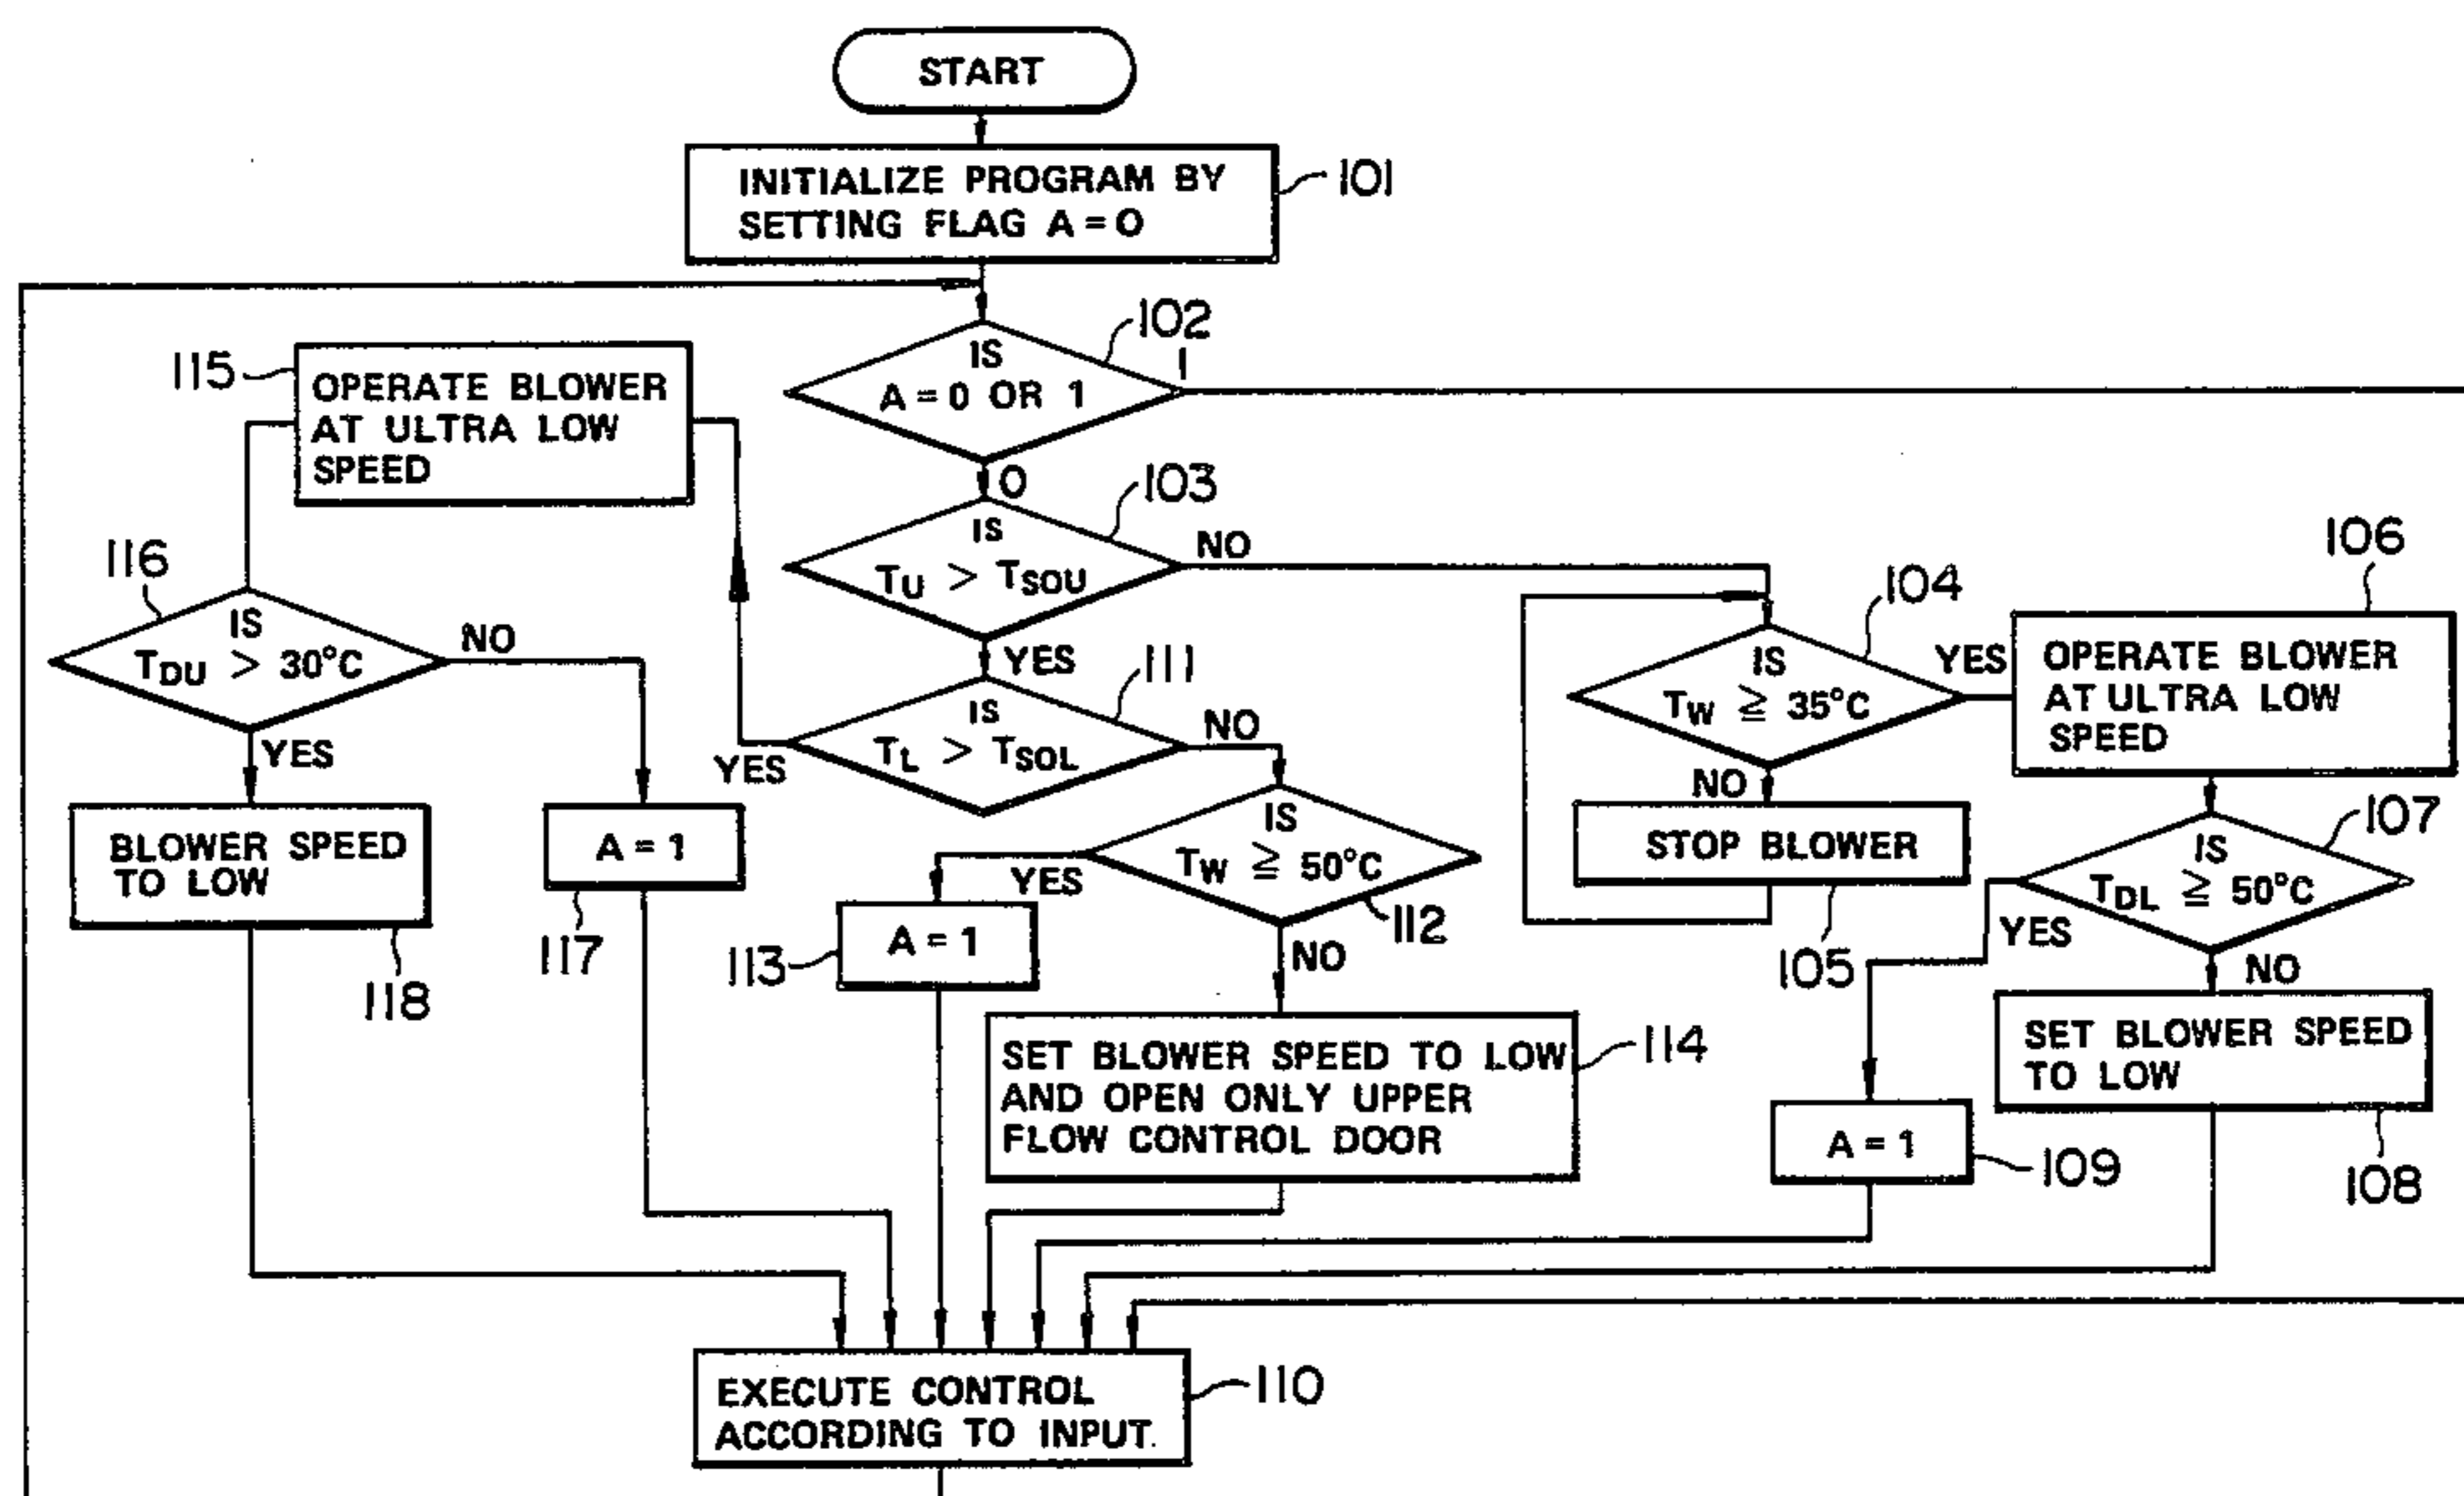 START
INITIALIZE PROGRAM BY
SETTING FLAG A = 0
101
IS
A = 0 OR 1
102
1
0
115
OPERATE BLOWER
AT ULTRA LOW
SPEED
IS
TU > TSOU
103
NO
YES
116
IS
TDU > 30°C
NO
YES
IS
TL > TSOL
111
NO
YES
IS
TW ≧ 35°C
104
YES
NO
106
OPERATE BLOWER
AT ULTRA LOW
SPEED
BLOWER SPEED
TO LOW
118
A = 1
117
IS
TW ≧ 50°C
112
YES
NO
A = 1
113
STOP BLOWER
105
IS
TDL ≧ 50°C
107
YES
NO
SET BLOWER SPEED TO LOW
AND OPEN ONLY UPPER
FLOW CONTROL DOOR
114
A = 1
109
SET BLOWER SPEED
TO LOW
108
EXECUTE CONTROL
ACCORDING TO INPUT.
110